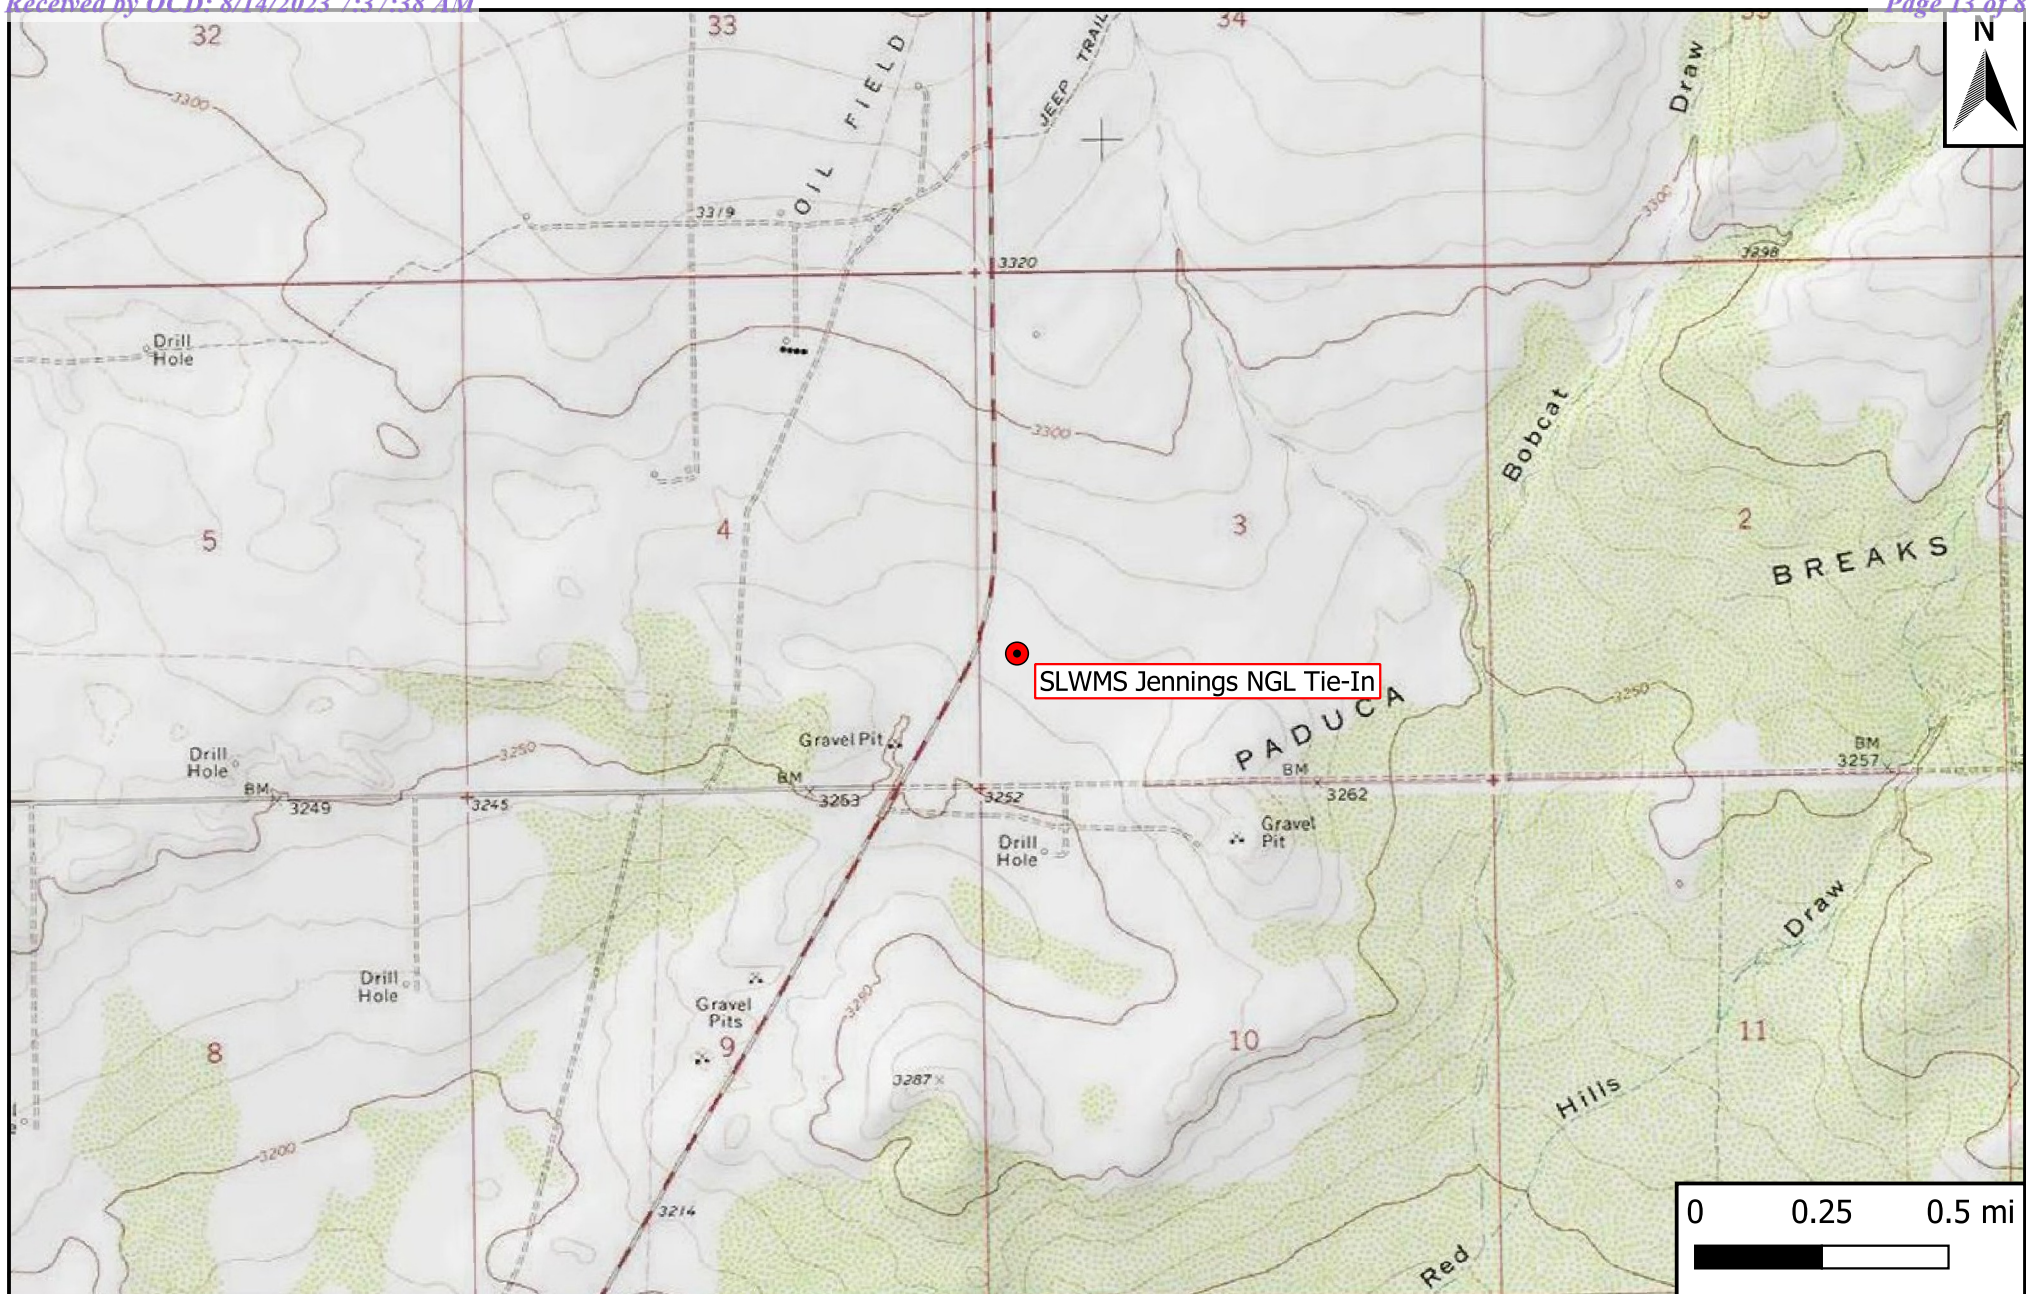 Received by OCD: 8/14/2023 7:37:38 AM
Page 13 of 8
32
33
34
35
N
3300
OIL FIELD
JEEP TRAIL
Draw
3300
3319
3320
3298
Drill
Hole
3300
Bobcat
5
4
3
2
BREAKS
SLWMS Jennings NGL Tie-In
PADUCA
3250
Gravel Pit
Drill
Hole
3250
BM
3249
3245
BM
3253
3252
BM
3262
BM
3257
Drill
Hole
Gravel
Pit
Draw
Drill
Hole
Gravel
Pits
3250
8
9
10
11
3287
Hills
3200
3214
Red
0 0.25 0.5 mi